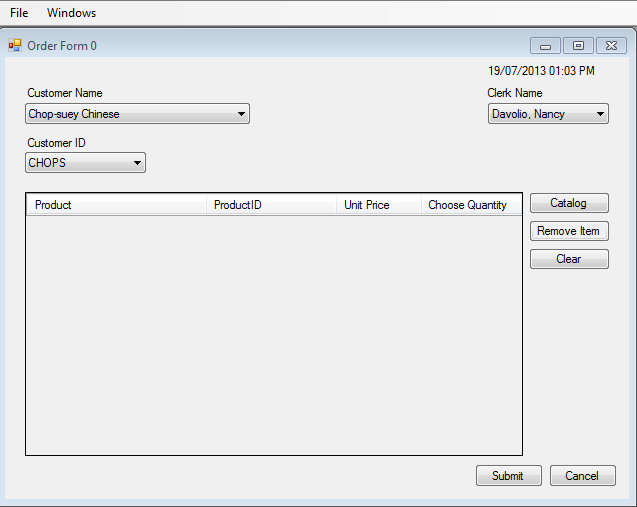 File Windows
Order Form 0
19/07/2013 01:03 PM
Customer Name Clerk Name
Chop-suey Chinese Davolio, Nancy
Customer ID
CHOPS
Product ProductID Unit Price Choose Quantity
Catalog
Remove Item
Clear
Submit Cancel